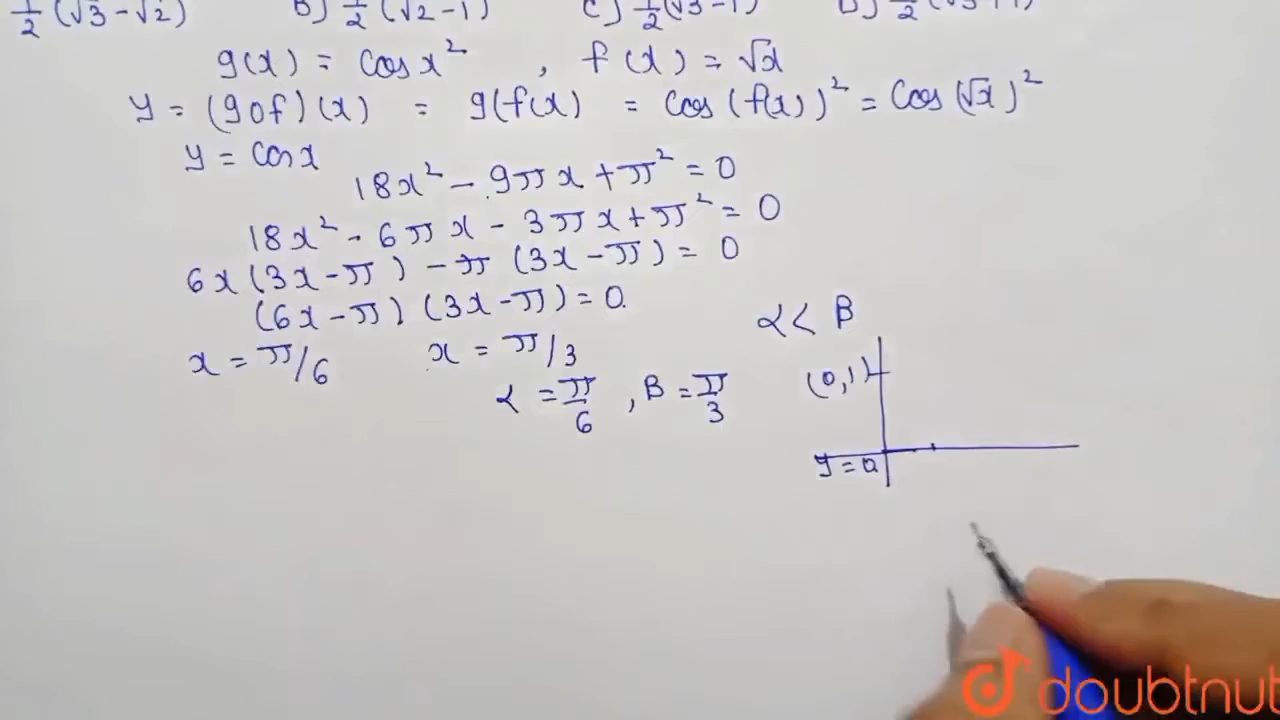 1/2 (√3 - √2) B) 1/2 (√2 - 1) C) 1/2 (√3 - 1) D) 1/2 (√3 + 1)
g(x) = Cos x² , f(x) = √x
y = (gof)(x) = g(f(x) = Cos (f(x))² = Cos (√x)²
y = Cos x
18x² - 9πx + π² = 0
18x² - 6πx - 3πx + π² = 0
6x (3x - π) - π (3x - π) = 0
(6x - π) (3x - π) = 0.
α < β
x = π/6 x = π/3
α = π/6 , β = π/3
(0,1)
y = 0
doubtnut